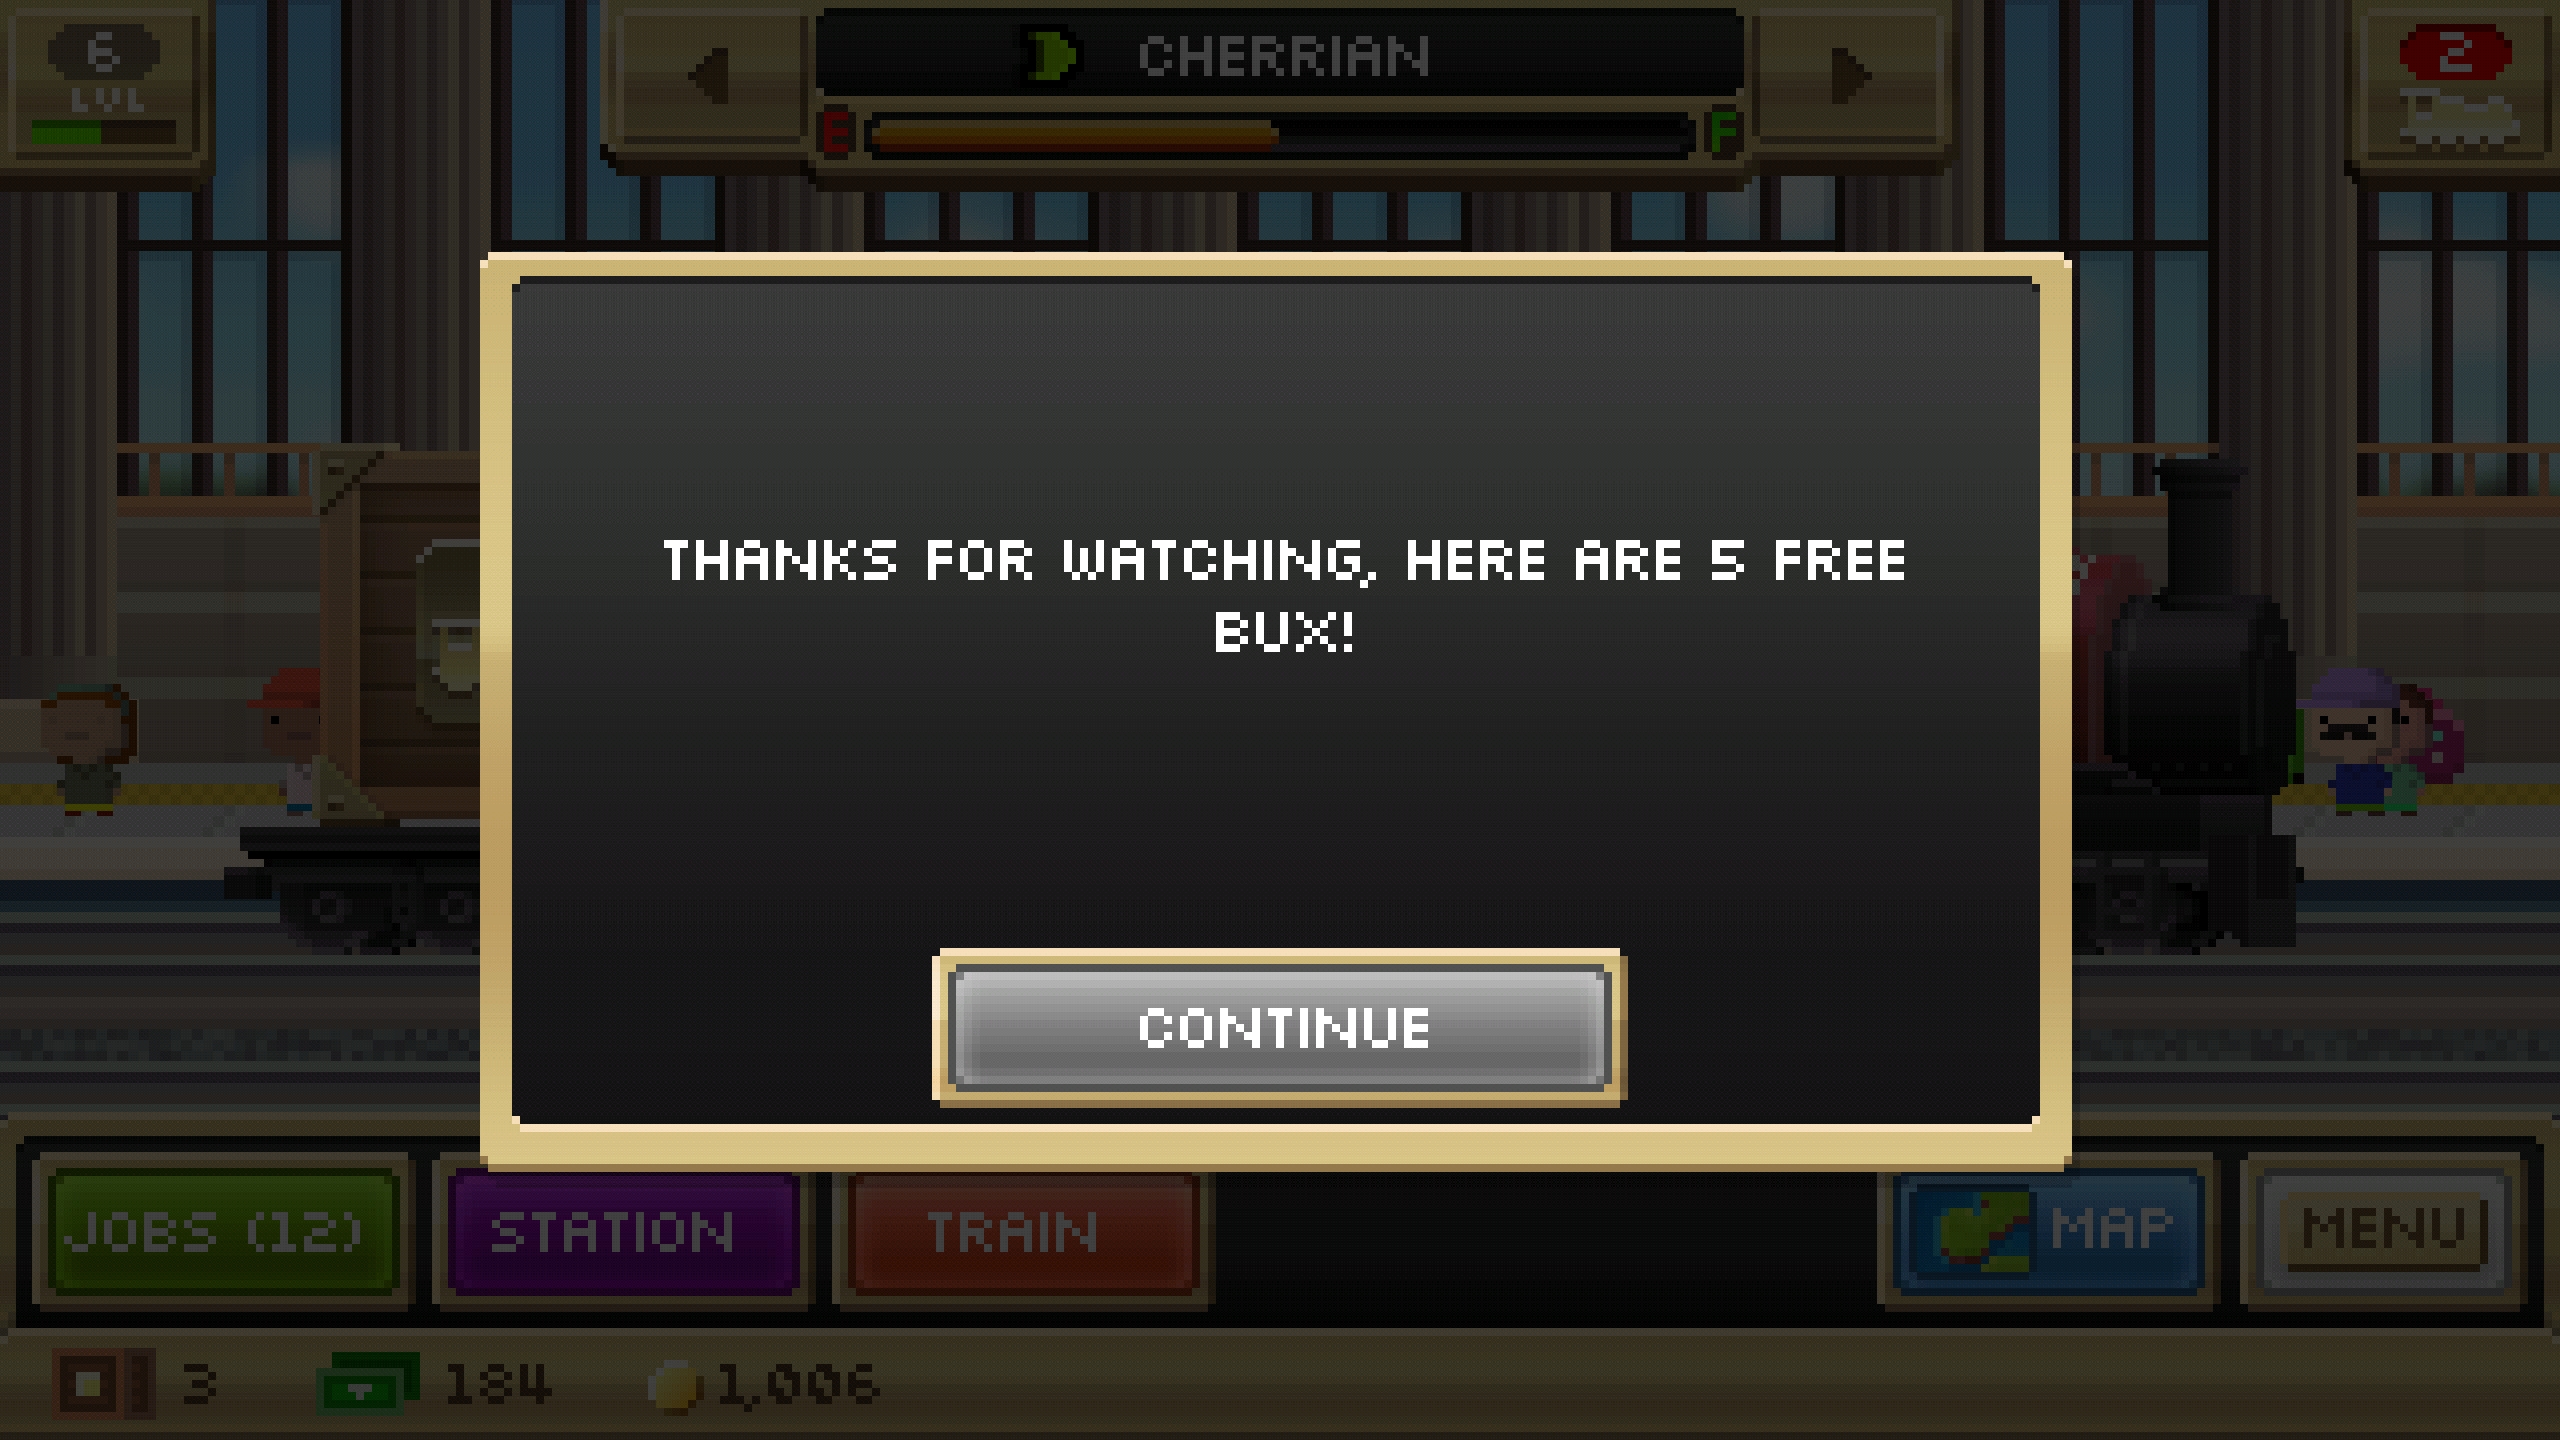 6
LVL
CHERRIAN
E F
2
THANKS FOR WATCHING, HERE ARE 5 FREE
BUX!
CONTINUE
JOBS (12)
STATION
TRAIN
MAP
MENU
3
184
1,006